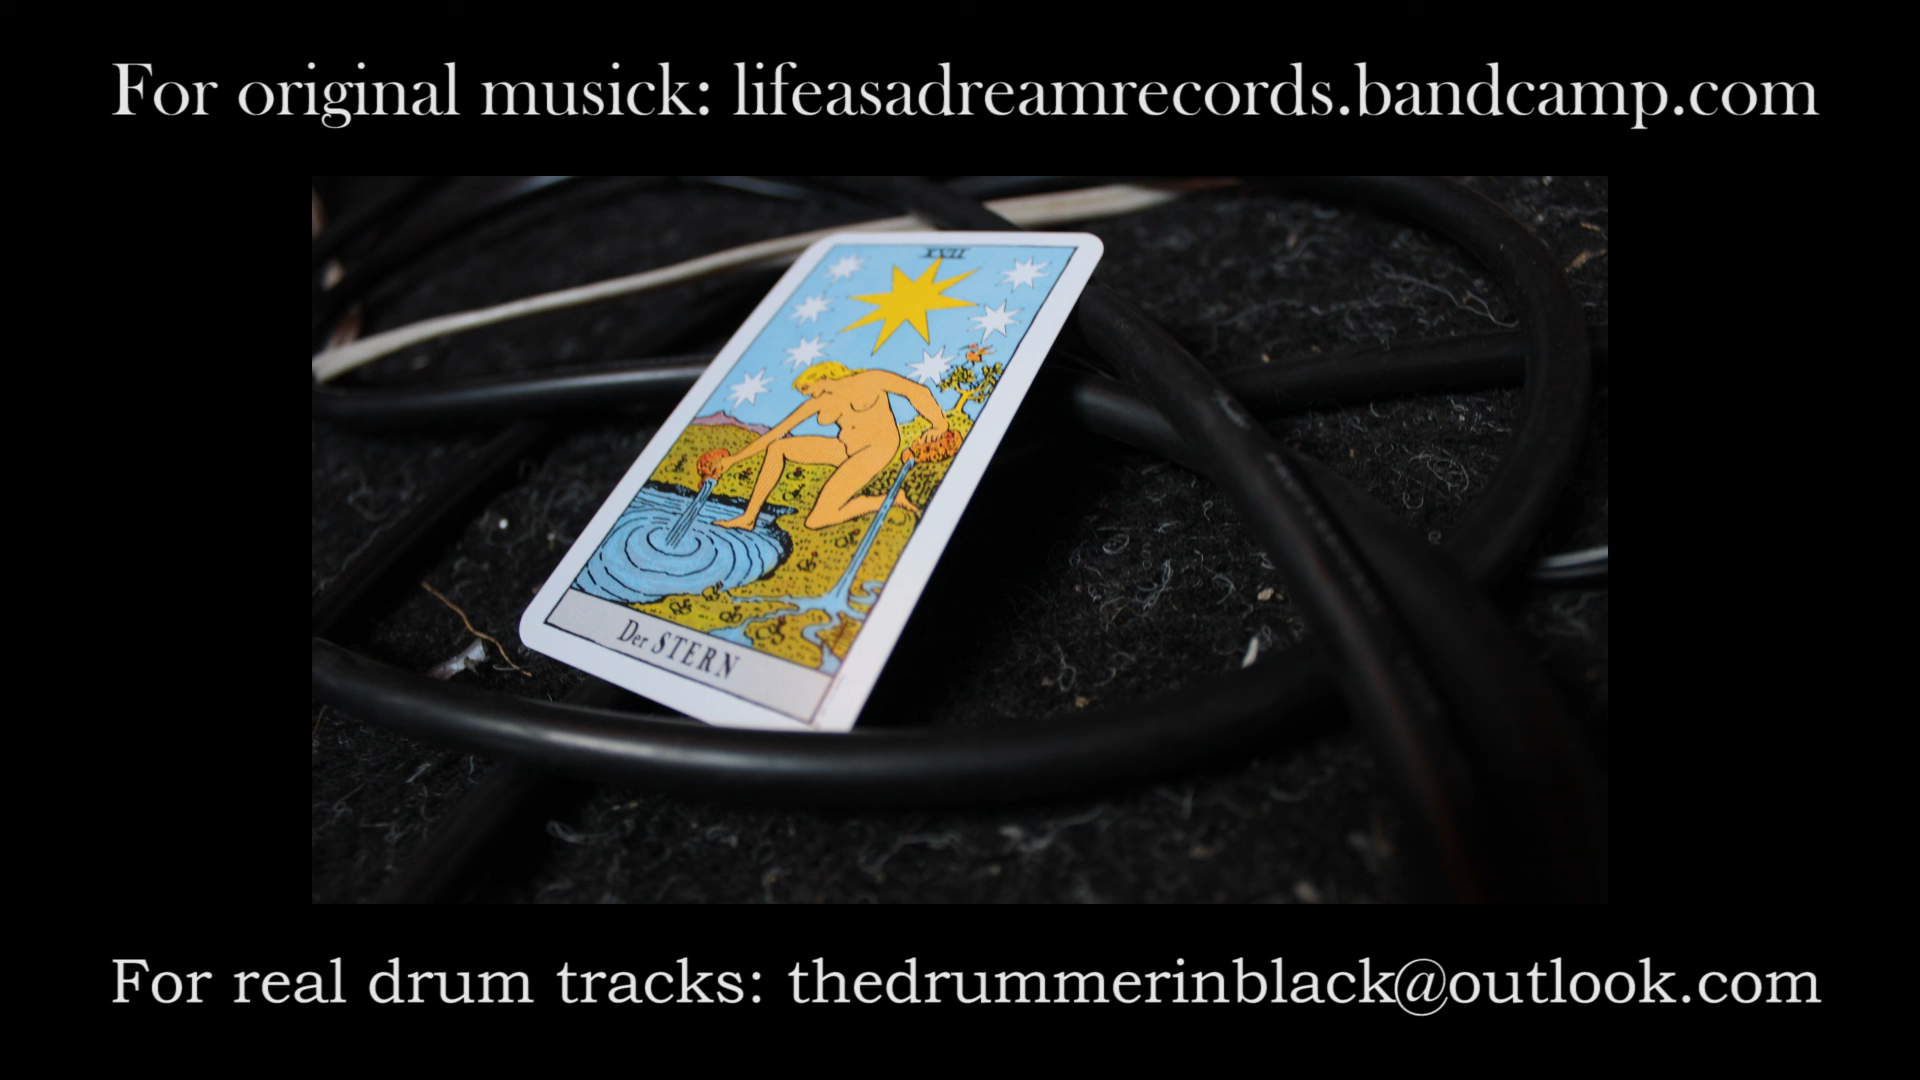 For original musick: lifeasadreamrecords.bandcamp.com
XVII
Der STERN
For real drum tracks: thedrummerinblack@outlook.com